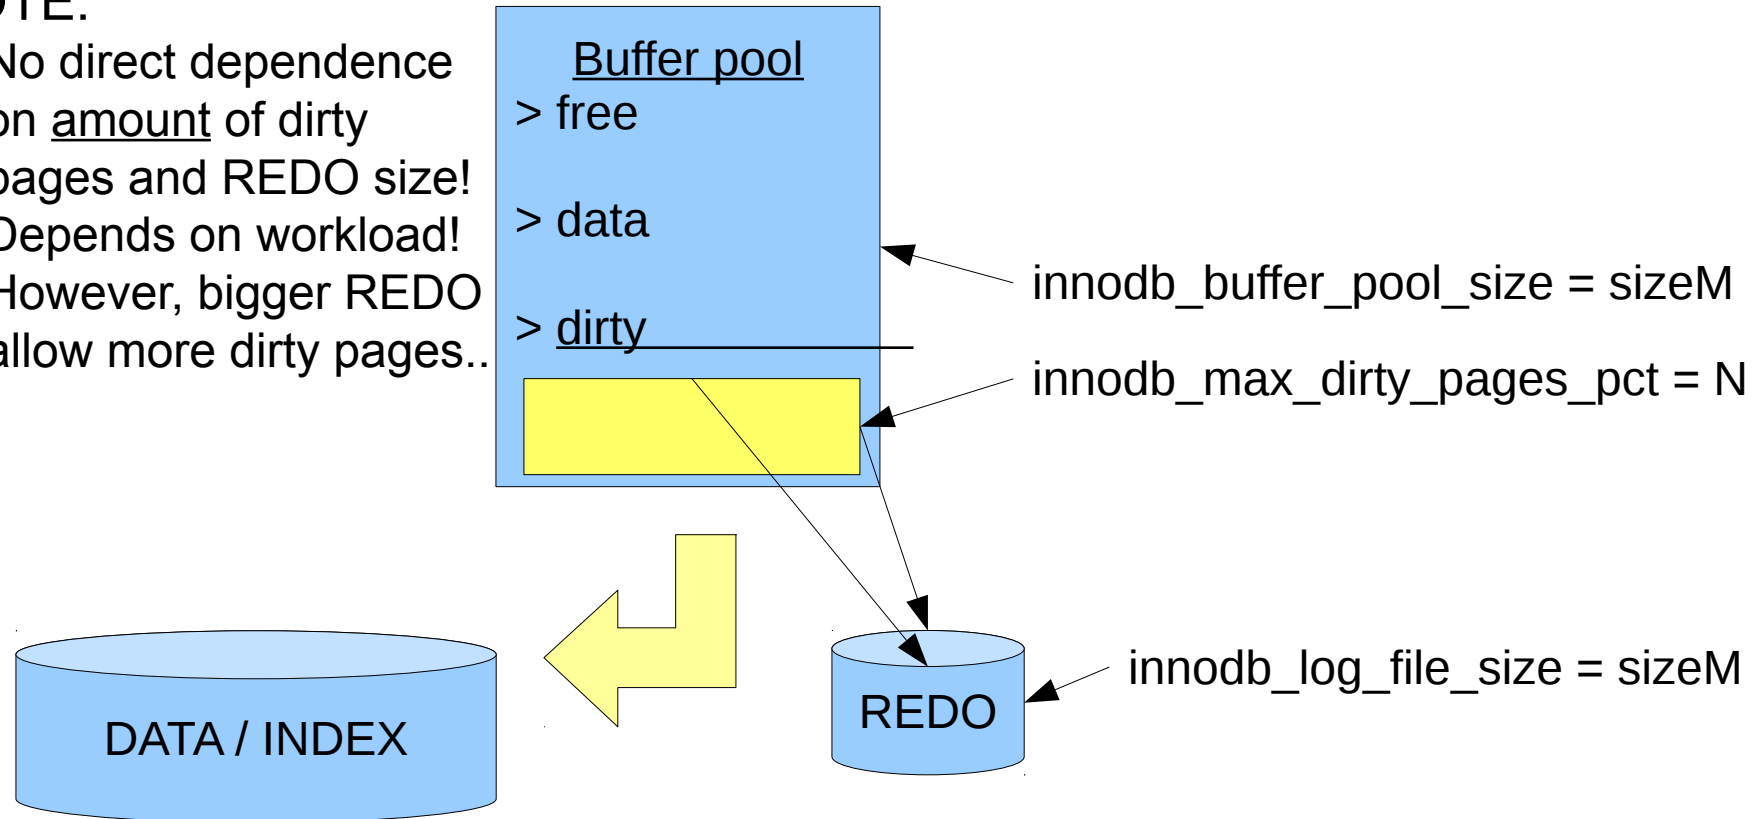 OTE:
No direct dependence
on amount of dirty
pages and REDO size!
Depends on workload!
However, bigger REDO
allow more dirty pages..
Buffer pool
> free
> data
> dirty
innodb_buffer_pool_size = sizeM
innodb_max_dirty_pages_pct = N
innodb_log_file_size = sizeM
REDO
DATA / INDEX